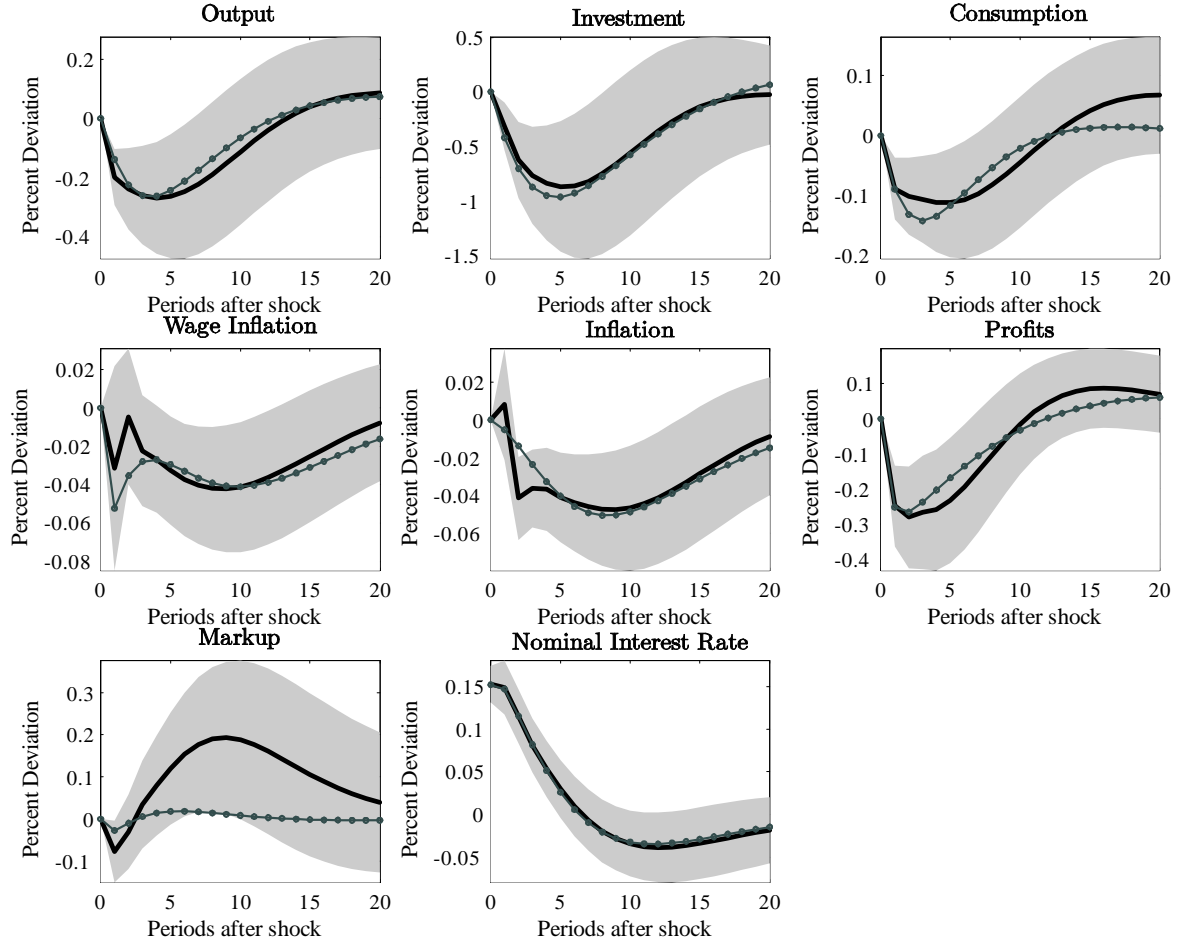 Output
Investment
Consumption
Percent Deviation
0.2
0
-0.2
-0.4
0 5 10 15 20
Periods after shock
Percent Deviation
0.5
0
-0.5
-1
-1.5
0 5 10 15 20
Periods after shock
Percent Deviation
0.1
0
-0.1
-0.2
0 5 10 15 20
Periods after shock
Wage Inflation
Inflation
Profits
Percent Deviation
0.02
0
-0.02
-0.04
-0.06
-0.08
0 5 10 15 20
Periods after shock
Percent Deviation
0.02
0
-0.02
-0.04
-0.06
0 5 10 15 20
Periods after shock
Percent Deviation
0.1
0
-0.1
-0.2
-0.3
-0.4
0 5 10 15 20
Periods after shock
Markup
Nominal Interest Rate
Percent Deviation
0.3
0.2
0.1
0
-0.1
0 5 10 15 20
Periods after shock
Percent Deviation
0.15
0.1
0.05
0
-0.05
0 5 10 15 20
Periods after shock